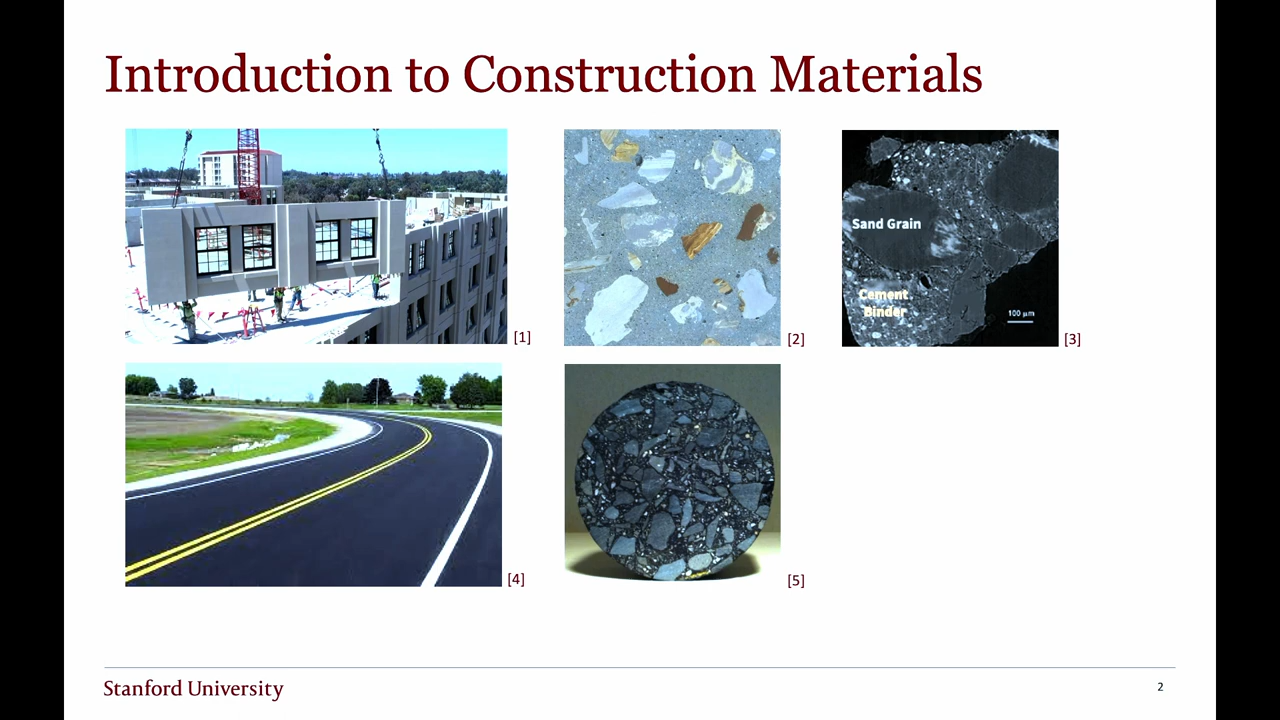 Introduction to Construction Materials
[1]
[2]
Sand Grain
Cement
Binder
100 μm
[3]
[4]
[5]
Stanford University
2